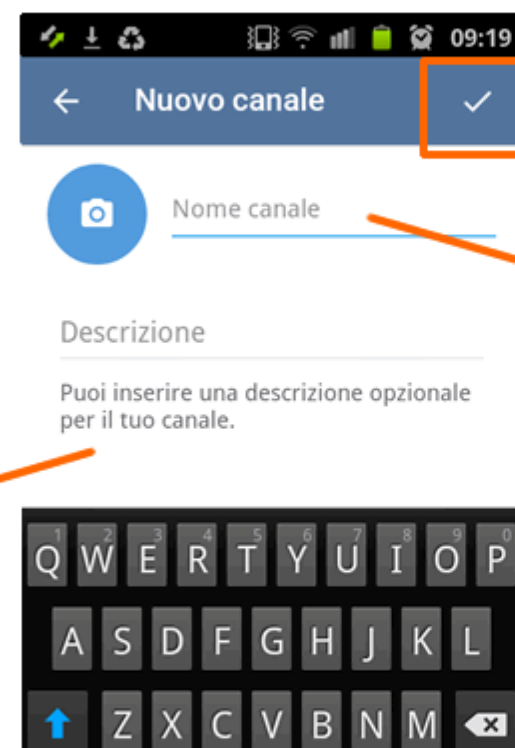 09:19
Nuovo canale
Nome canale
Descrizione
Puoi inserire una descrizione opzionale
per il tuo canale.
1 2 3 4 5 6 7 8 9 0
Q W E R T Y U I O P
A S D F G H J K L
Z X C V B N M